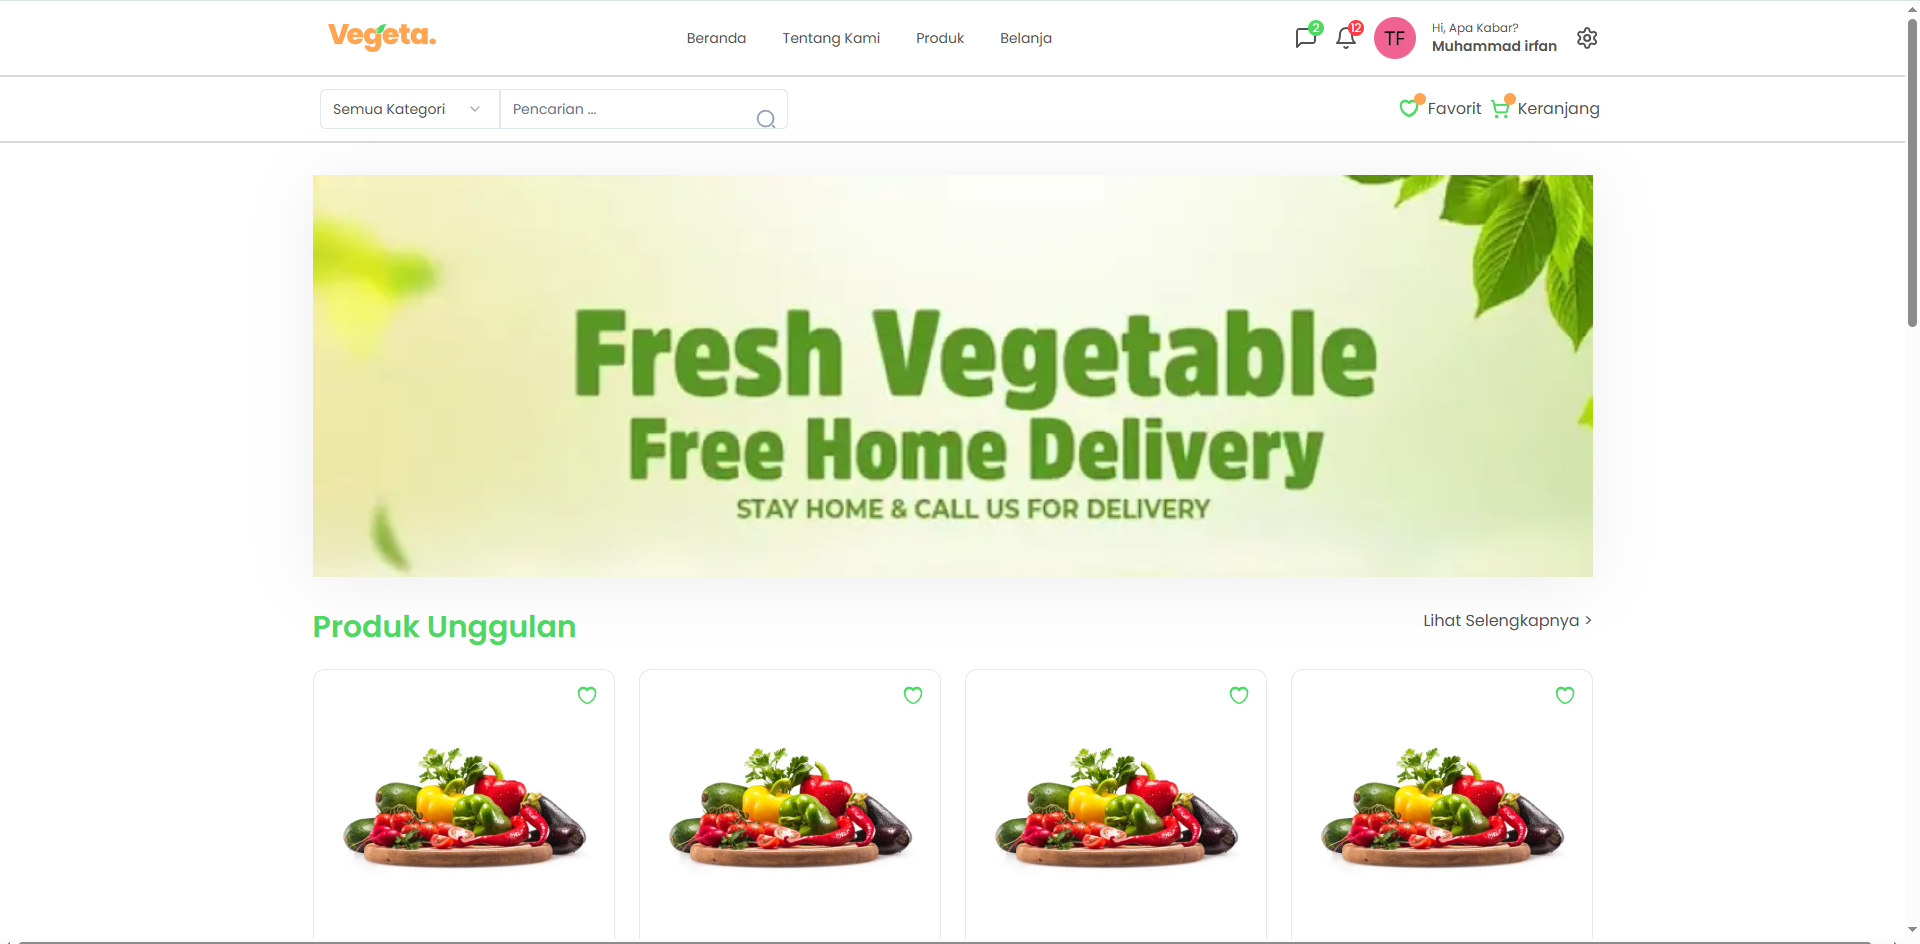 Vegeta.
Beranda
Tentang Kami
Produk
Belanja
2
12
TF
Hi, Apa Kabar?
Muhammad irfan
Semua Kategori
Pencarian ...
Favorit
Keranjang
Fresh Vegetable
Free Home Delivery
STAY HOME & CALL US FOR DELIVERY
Produk Unggulan
Lihat Selengkapnya >